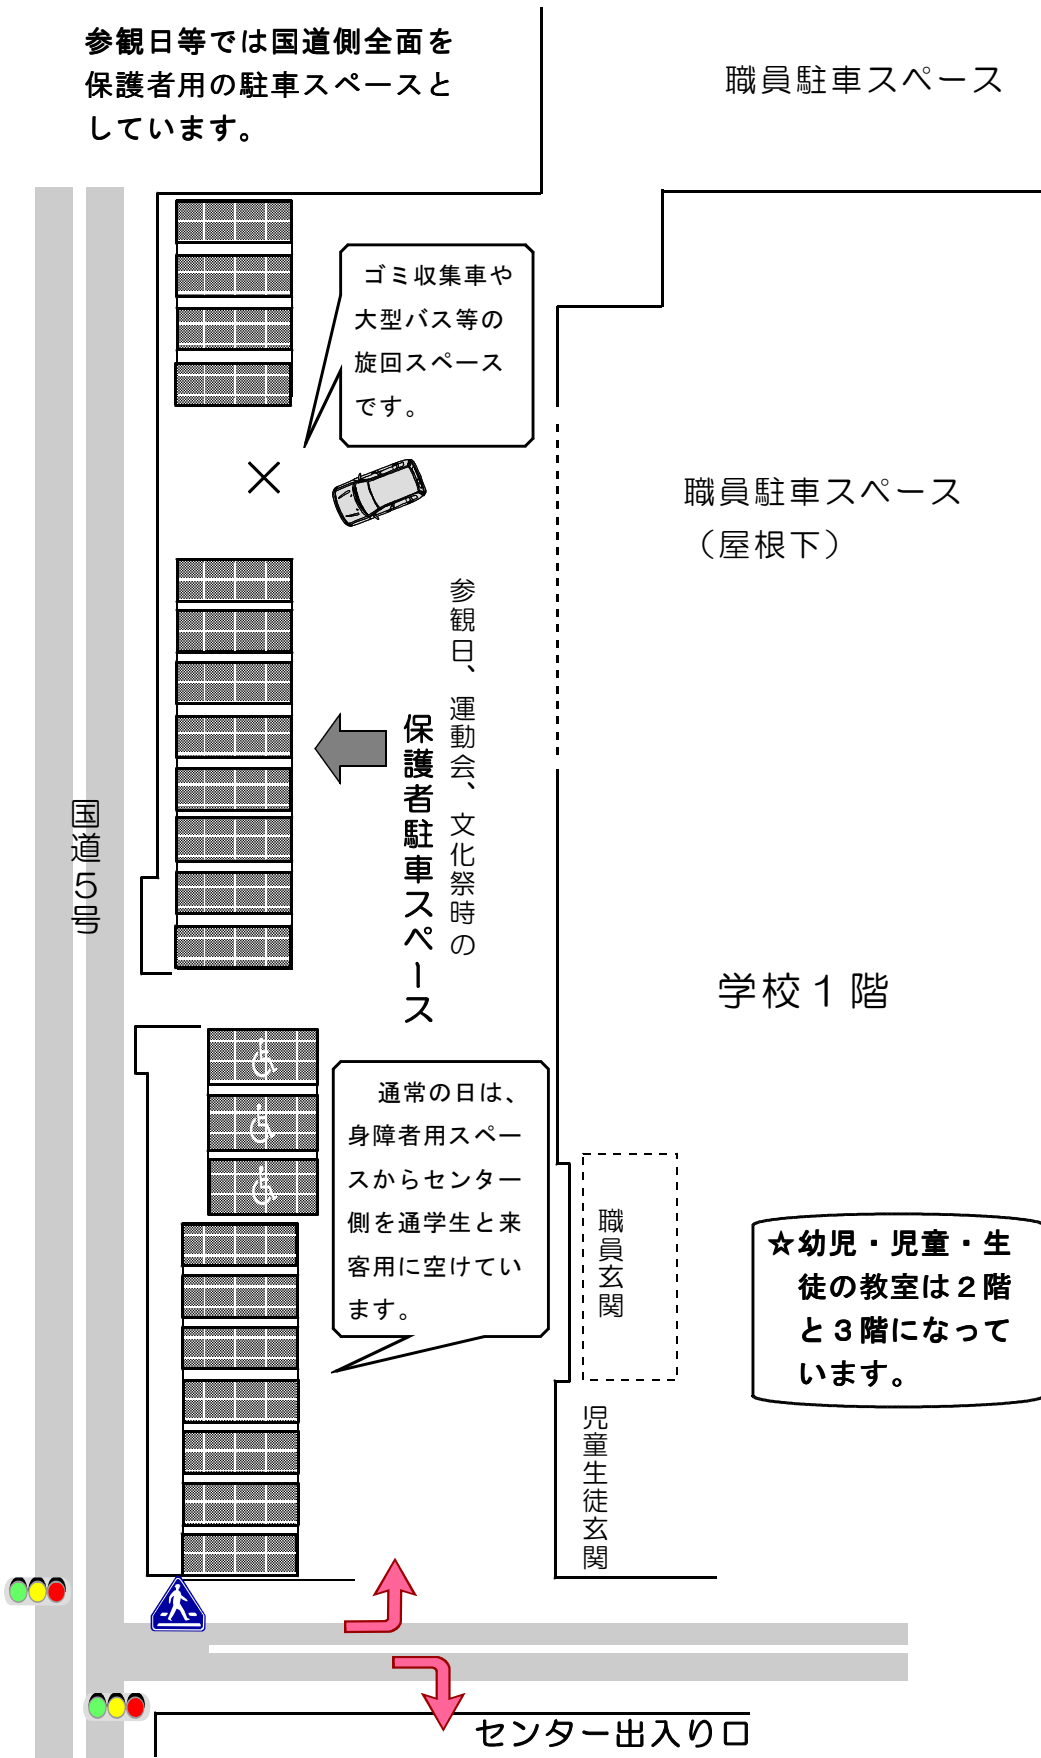 参観日等では国道側全面を
保護者用の駐車スペースと
しています。
職員駐車スペース
ゴミ収集車や
大型バス等の
旋回スペース
です。
職員駐車スペース
（屋根下）
参観日、運動会、文化祭時の
保護者駐車スペース
国道５号
学校１階
通常の日は、
身障者用スペー
スからセンター
側を通学生と来
客用に空けてい
ます。
職員玄関
☆幼児・児童・生
徒の教室は２階
と３階になって
います。
児童生徒玄関
センター出入り口